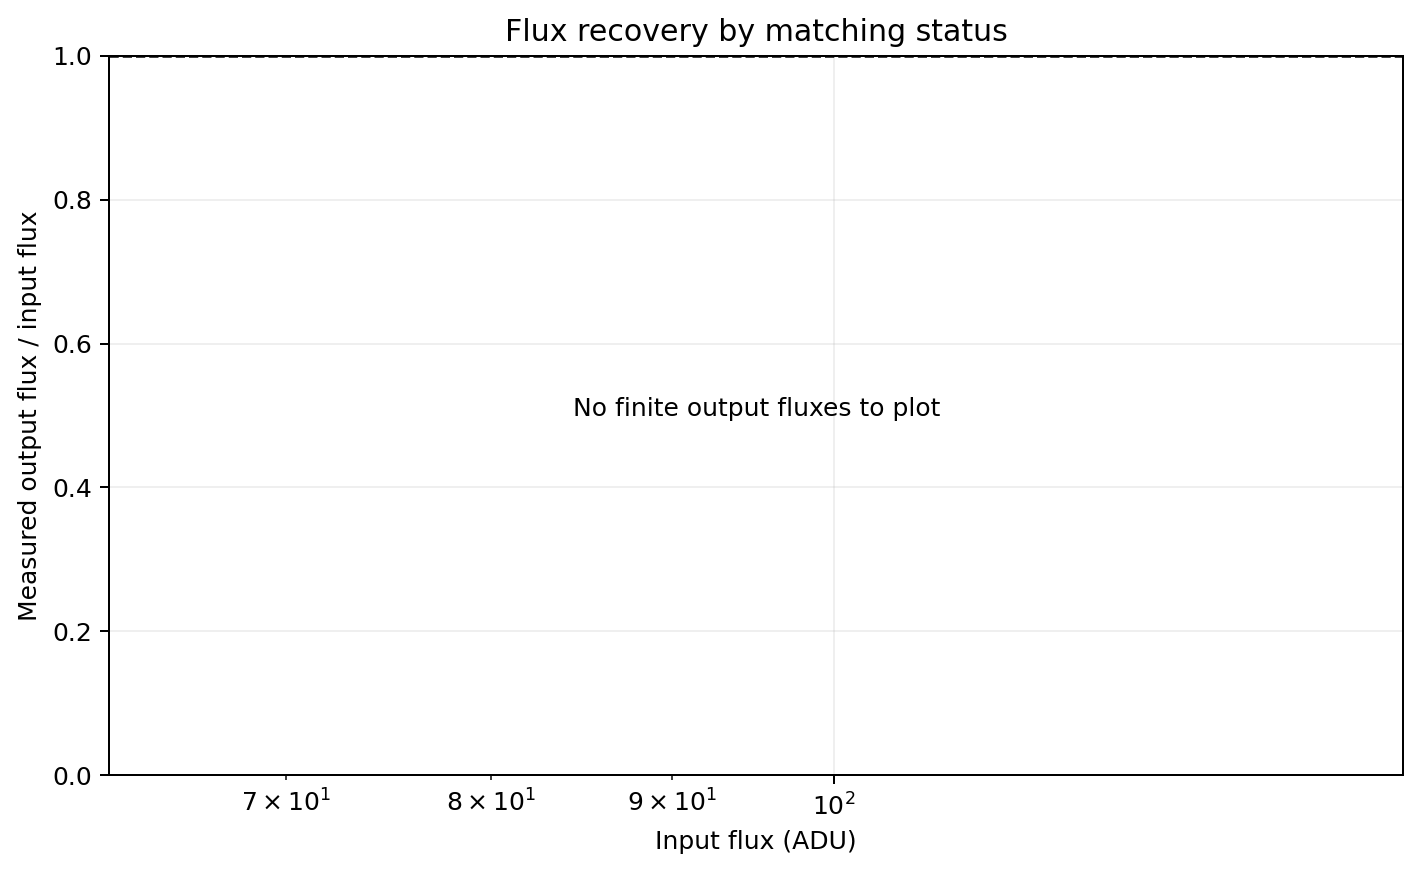 Flux recovery by matching status
1.0
0.8
0.6
0.4
0.2
0.0
Measured output flux / input flux
No finite output fluxes to plot
7 × 10¹
8 × 10¹
9 × 10¹
10²
Input flux (ADU)